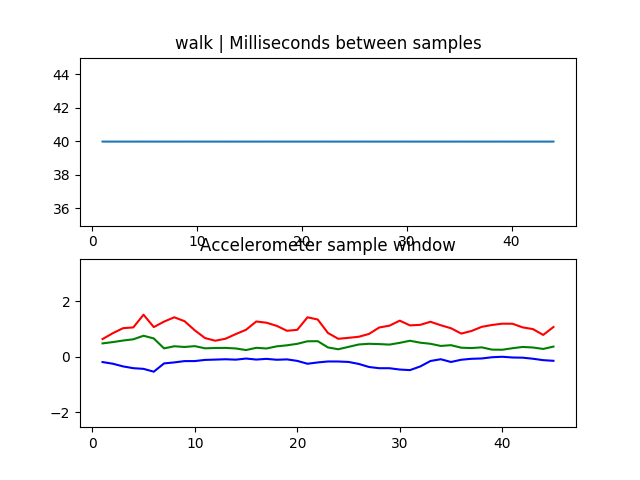 walk | Milliseconds between samples
44
42
40
38
36
0 10 20 30 40
Accelerometer sample window
2
0
−2
0 10 20 30 40